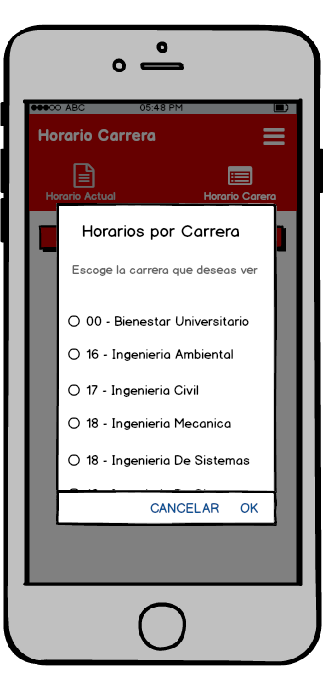 ABC 05:48 PM
Horario Carrera
Horario Actual Horario Carera
Horarios por Carrera
Escoge la carrera que deseas ver
00 - Bienestar Universitario
16 - Ingenieria Ambiental
17 - Ingenieria Civil
18 - Ingenieria Mecanica
18 - Ingenieria De Sistemas
CANCELAR OK